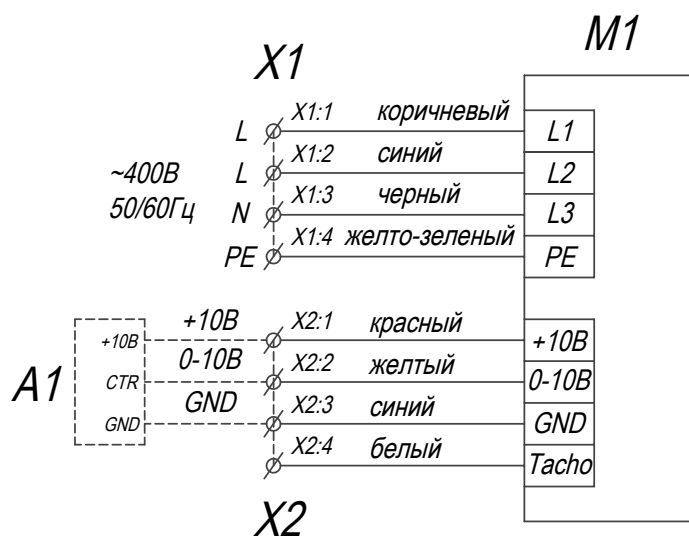 M1
X1
L X1:1 коричневый L1
L X1:2 синий L2
~400В
50/60Гц
N X1:3 черный L3
PE X1:4 желто-зеленый PE
A1
+10В +10В X2:1 красный +10В
CTR 0-10В X2:2 желтый 0-10В
GND GND X2:3 синий GND
X2:4 белый Tacho
X2